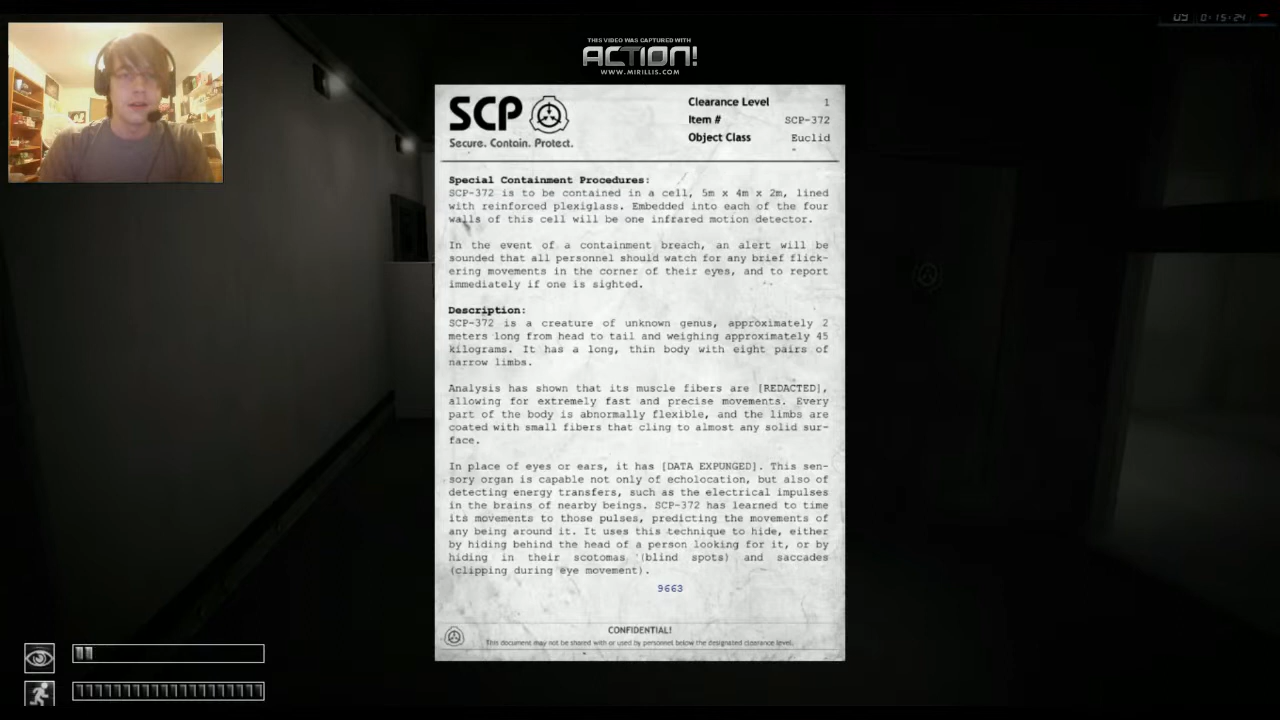 09 0:15:24
THIS VIDEO WAS CAPTURED WITH
ACTION!
WWW.MIRILLIS.COM
SCP
Secure. Contain. Protect.
Clearance Level 1
Item # SCP-372
Object Class Euclid
Special Containment Procedures:
SCP-372 is to be contained in a cell, 5m x 4m x 2m, lined
with reinforced plexiglass. Embedded into each of the four
walls of this cell will be one infrared motion detector.
In the event of a containment breach, an alert will be
sounded that all personnel should watch for any brief flick-
ering movements in the corner of their eyes, and to report
immediately if one is sighted.
Description:
SCP-372 is a creature of unknown genus, approximately 2
meters long from head to tail and weighing approximately 45
kilograms. It has a long, thin body with eight pairs of
narrow limbs.
Analysis has shown that its muscle fibers are [REDACTED],
allowing for extremely fast and precise movements. Every
part of the body is abnormally flexible, and the limbs are
coated with small fibers that cling to almost any solid sur-
face.
In place of eyes or ears, it has [DATA EXPUNGED]. This sen-
sory organ is capable not only of echolocation, but also of
detecting energy transfers, such as the electrical impulses
in the brains of nearby beings. SCP-372 has learned to time
its movements to those pulses, predicting the movements of
any being around it. It uses this technique to hide, either
by hiding behind the head of a person looking for it, or by
hiding in their scotomas (blind spots) and saccades
(clipping during eye movement).
9663
CONFIDENTIAL!
This document may not be shared with or used by personnel below the designated clearance level.